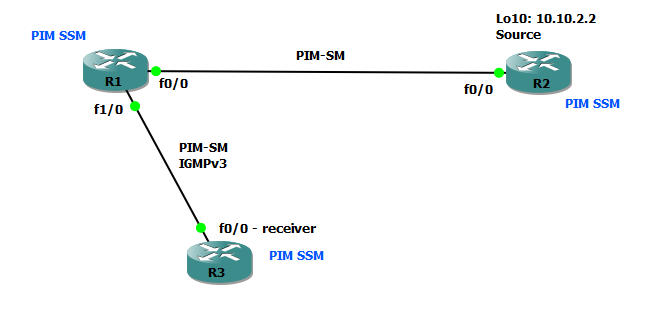 Lo10: 10.10.2.2
Source
PIM SSM
R1
f0/0
PIM-SM
f0/0
R2
PIM SSM
f1/0
PIM-SM
IGMPv3
f0/0 - receiver
R3
PIM SSM